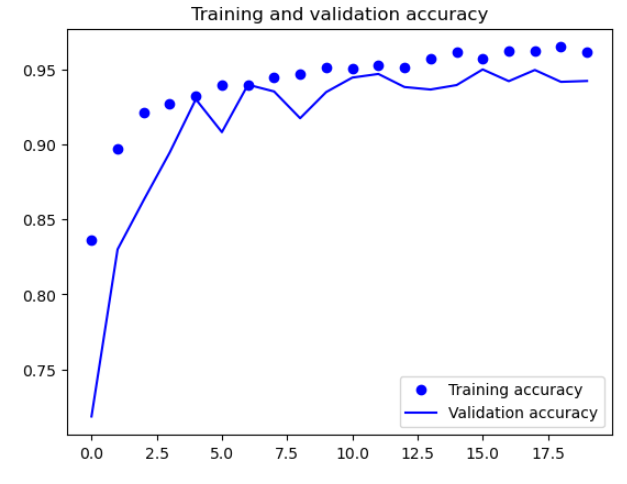 Training and validation accuracy
0.95
0.90
0.85
0.80
0.75
Training accuracy
Validation accuracy
0.0 2.5 5.0 7.5 10.0 12.5 15.0 17.5